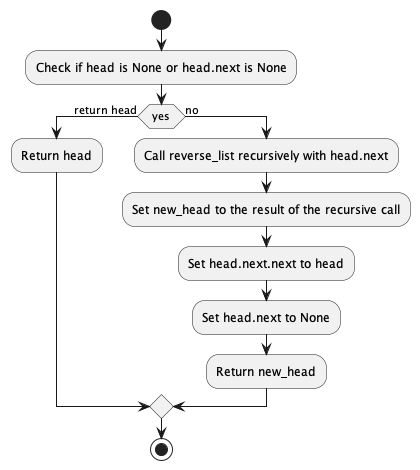 Check if head is None or head.next is None
return head
yes
no
Return head
Call reverse_list recursively with head.next
Set new_head to the result of the recursive call
Set head.next.next to head
Set head.next to None
Return new_head